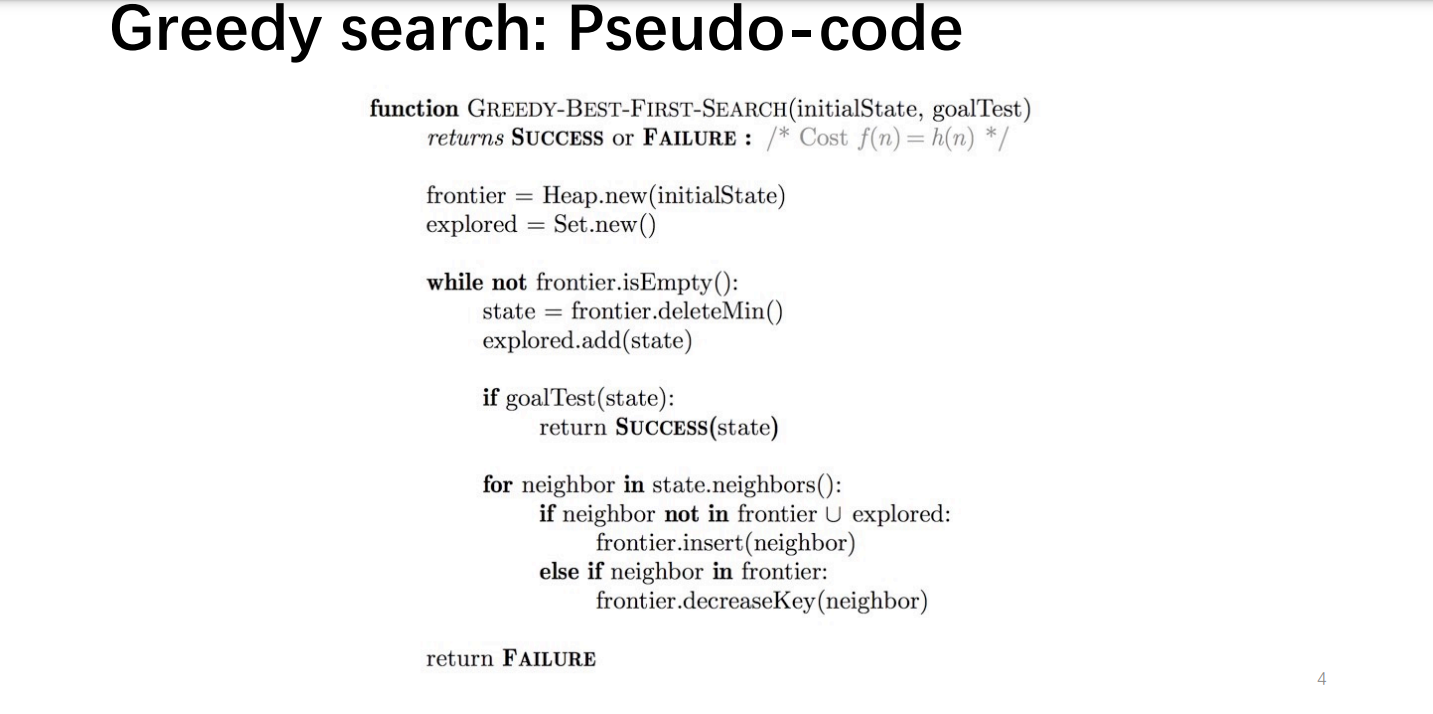 Greedy search: Pseudo-code
function GREEDY-BEST-FIRST-SEARCH(initialState, goalTest)
returns SUCCESS or FAILURE : /* Cost f(n) = h(n) */
frontier = Heap.new(initialState)
explored = Set.new()
while not frontier.isEmpty():
state = frontier.deleteMin()
explored.add(state)
if goalTest(state):
return SUCCESS(state)
for neighbor in state.neighbors():
if neighbor not in frontier ∪ explored:
frontier.insert(neighbor)
else if neighbor in frontier:
frontier.decreaseKey(neighbor)
return FAILURE
4